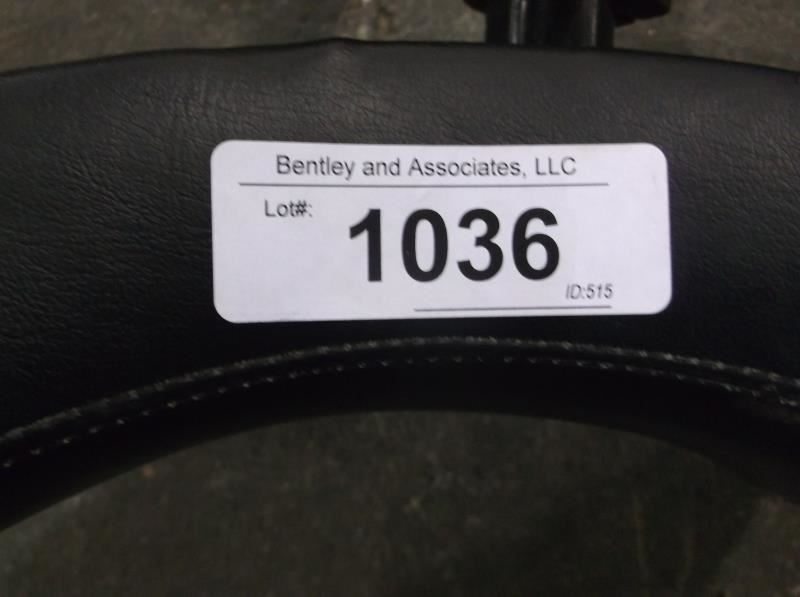 Bentley and Associates, LLC
Lot#:
1036
ID:515